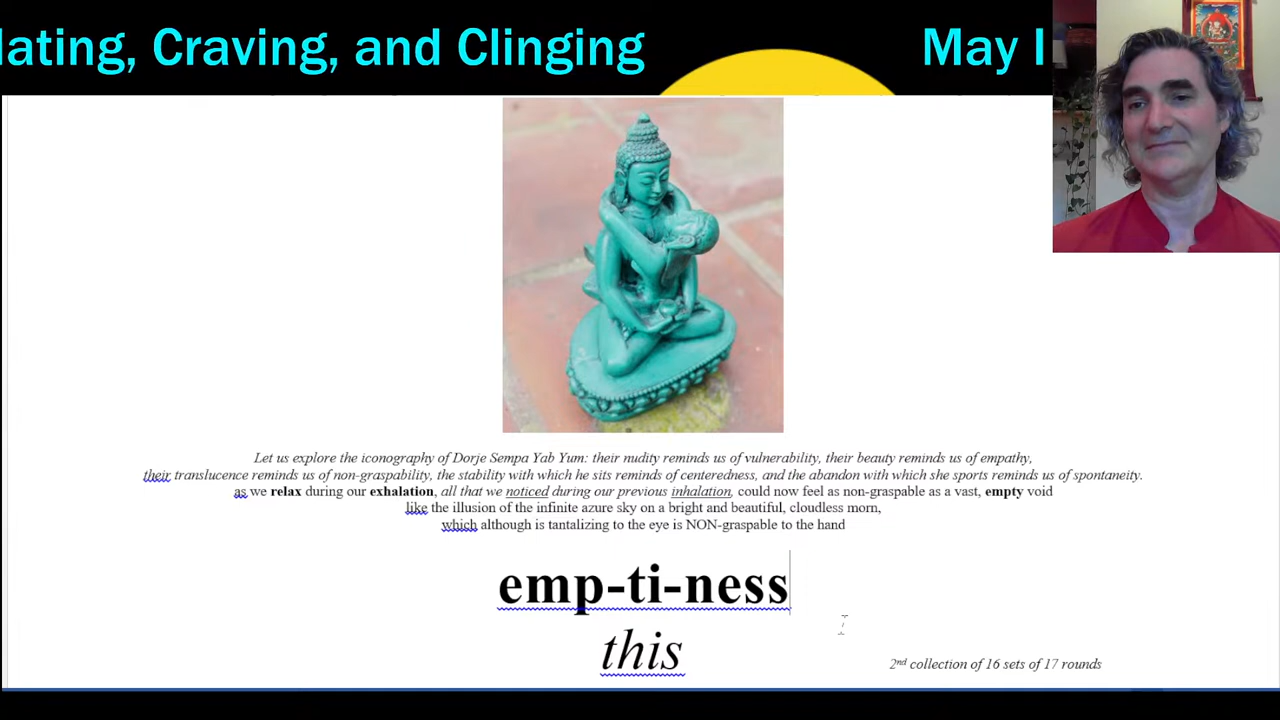 lating, Craving, and Clinging May I
Let us explore the iconography of Dorje Sempa Yab Yum: their nudity reminds us of vulnerability, their beauty reminds us of empathy,
their translucence reminds us of non-graspability, the stability with which he sits reminds of centeredness, and the abandon with which she sports reminds us of spontaneity.
as we relax during our exhalation, all that we noticed during our previous inhalation, could now feel as non-graspable as a vast, empty void
like the illusion of the infinite azure sky on a bright and beautiful, cloudless morn,
which although is tantalizing to the eye is NON-graspable to the hand
emp-ti-ness
this
2nd collection of 16 sets of 17 rounds